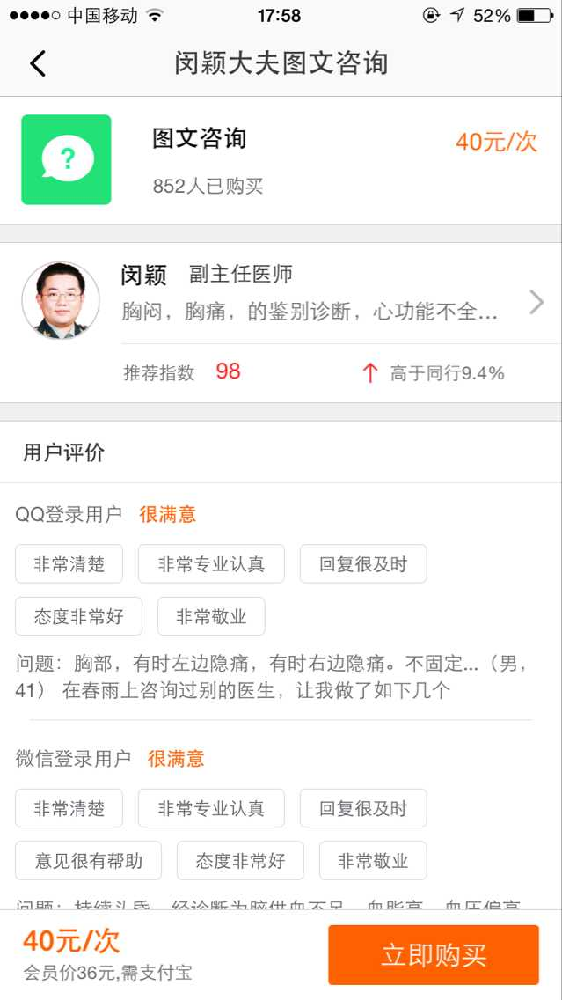 中国移动 17:58 52%
闵颖大夫图文咨询
?
图文咨询
40元/次
852人已购买
闵颖 副主任医师
胸闷，胸痛，的鉴别诊断，心功能不全...
推荐指数 98 ↑ 高于同行9.4%
用户评价
QQ登录用户 很满意
非常清楚 非常专业认真 回复很及时
态度非常好 非常敬业
问题：胸部，有时左边隐痛，有时右边隐痛。不固定...（男，
41） 在春雨上咨询过别的医生，让我做了如下几个
微信登录用户 很满意
非常清楚 非常专业认真 回复很及时
意见很有帮助 态度非常好 非常敬业
问题：持续头昏，经诊断为脑供血不足，血脂高，血压偏高
40元/次
会员价36元,需支付宝
立即购买